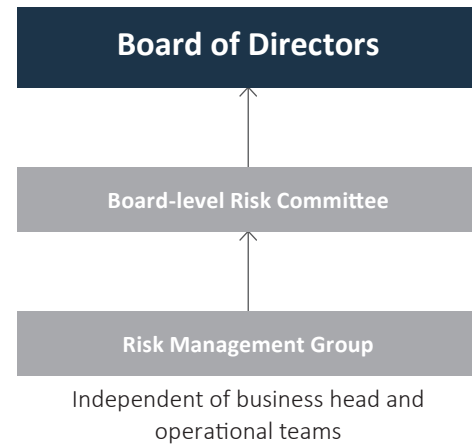 Board of Directors
Board-level Risk Committee
Risk Management Group
Independent of business head and
operational teams